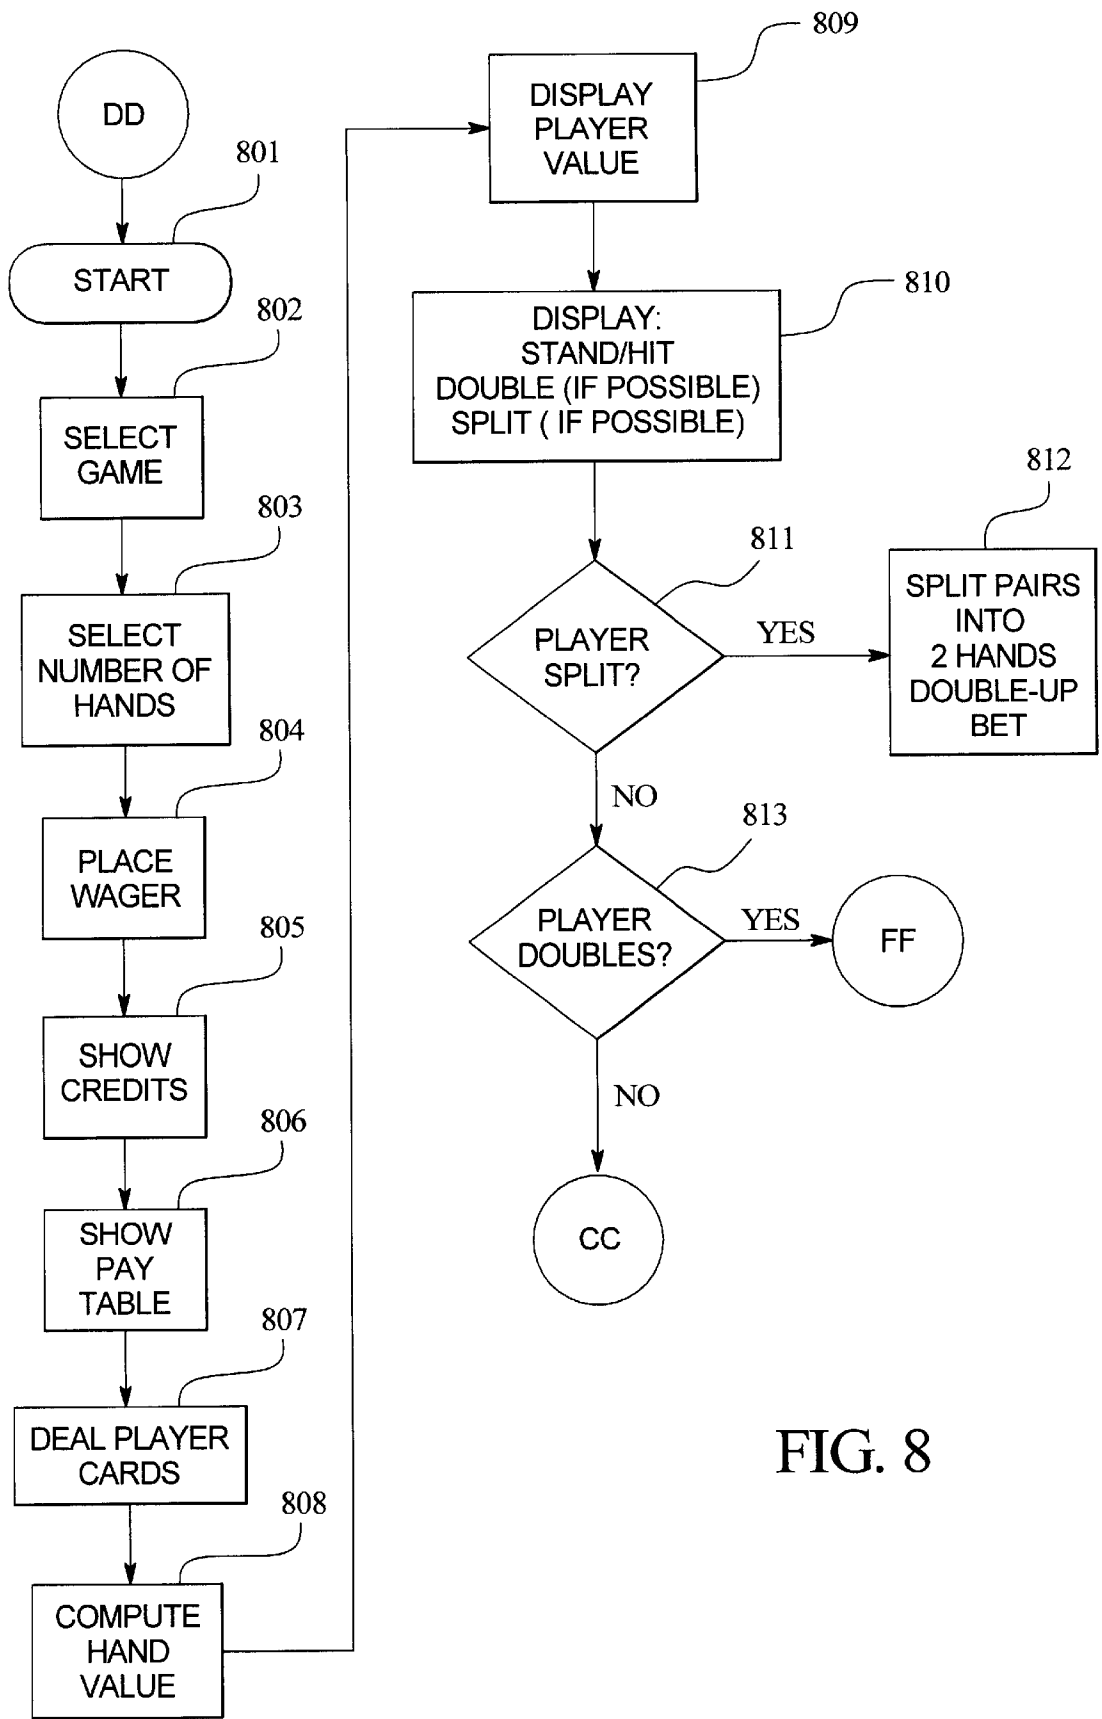 DD
801
START
802
SELECT
GAME
803
SELECT
NUMBER OF
HANDS
804
PLACE
WAGER
805
SHOW
CREDITS
806
SHOW
PAY
TABLE
807
DEAL PLAYER
CARDS
808
COMPUTE
HAND
VALUE
809
DISPLAY
PLAYER
VALUE
810
DISPLAY:
STAND/HIT
DOUBLE (IF POSSIBLE)
SPLIT ( IF POSSIBLE)
811
PLAYER
SPLIT?
YES
812
SPLIT PAIRS
INTO
2 HANDS
DOUBLE-UP
BET
NO
813
PLAYER
DOUBLES?
YES
FF
NO
CC
FIG. 8